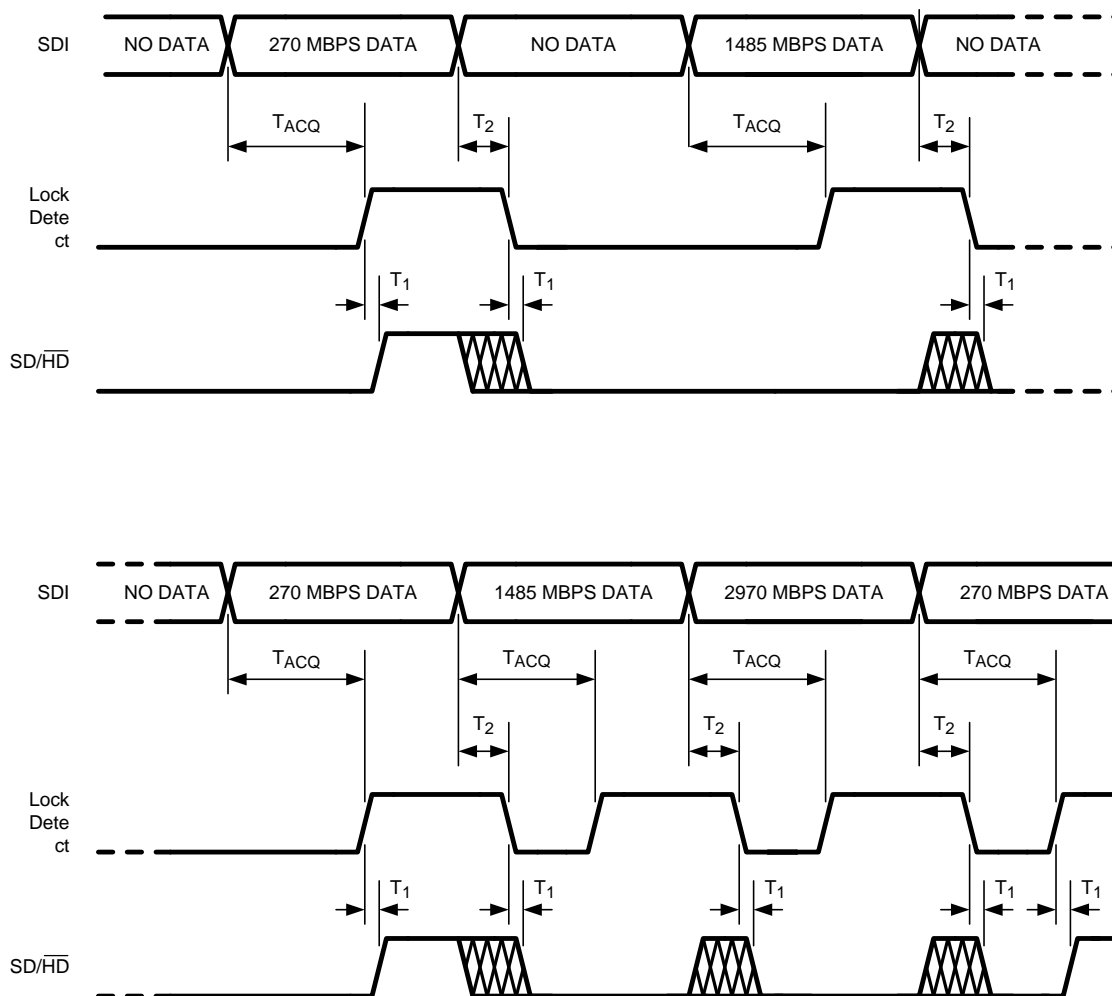 SDI NO DATA 270 MBPS DATA NO DATA 1485 MBPS DATA NO DATA
TACQ T2 TACQ T2
Lock
Dete
ct
T1 T1 T1
SD/H̅D̅
SDI NO DATA 270 MBPS DATA 1485 MBPS DATA 2970 MBPS DATA 270 MBPS DATA
TACQ TACQ TACQ TACQ
T2 T2 T2
Lock
Dete
ct
T1 T1 T1 T1 T1
SD/H̅D̅